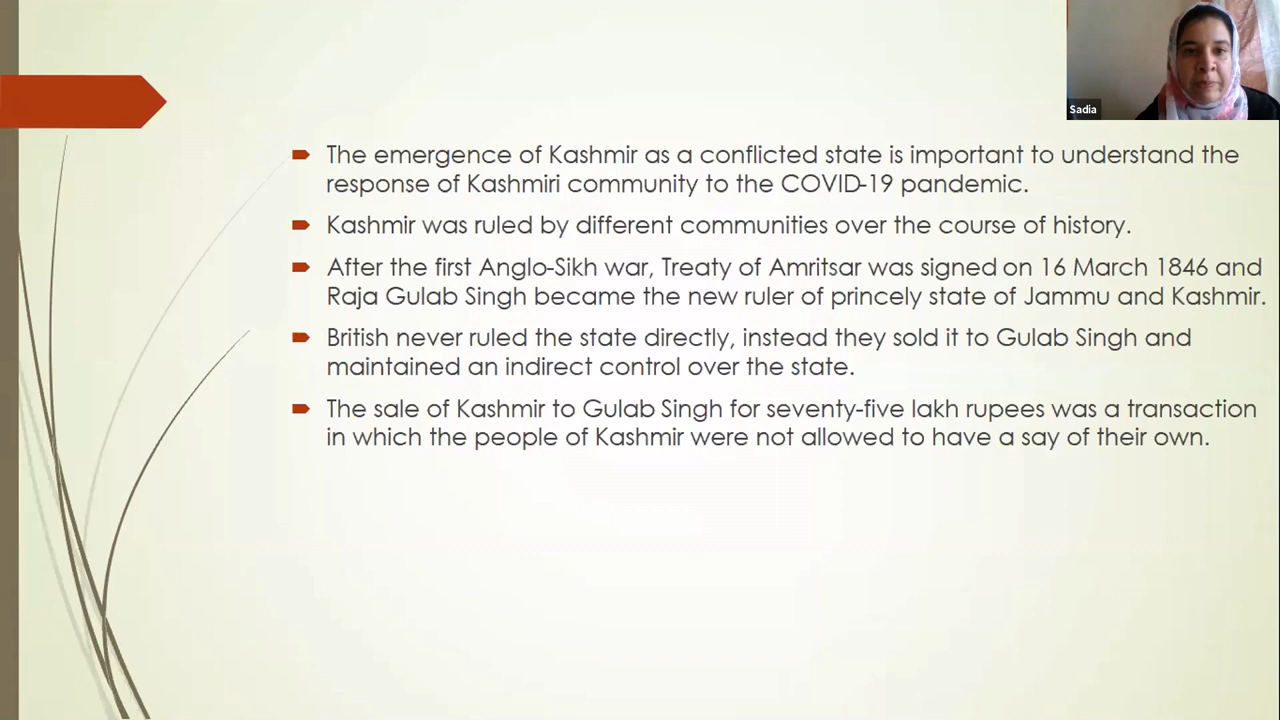 Sadia
The emergence of Kashmir as a conflicted state is important to understand the
response of Kashmiri community to the COVID-19 pandemic.
Kashmir was ruled by different communities over the course of history.
After the first Anglo-Sikh war, Treaty of Amritsar was signed on 16 March 1846 and
Raja Gulab Singh became the new ruler of princely state of Jammu and Kashmir.
British never ruled the state directly, instead they sold it to Gulab Singh and
maintained an indirect control over the state.
The sale of Kashmir to Gulab Singh for seventy-five lakh rupees was a transaction
in which the people of Kashmir were not allowed to have a say of their own.